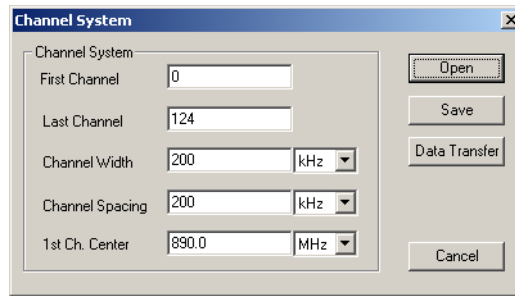 Channel System
Channel System
First Channel 0
Last Channel 124
Channel Width 200 kHz
Channel Spacing 200 kHz
1st Ch. Center 890.0 MHz
Open
Save
Data Transfer
Cancel